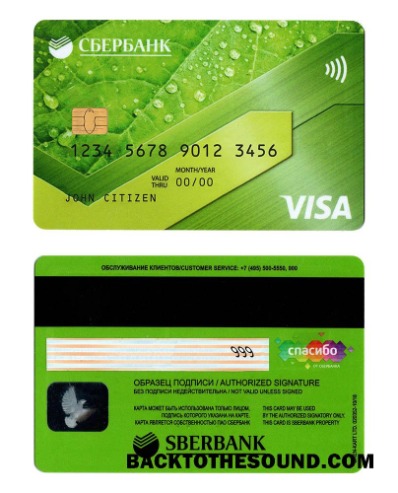 СБЕРБАНК
1234 5678 9012 3456
MONTH/YEAR
VALID THRU 00/00
JOHN CITIZEN
VISA
ОБСЛУЖИВАНИЕ КЛИЕНТОВ/CUSTOMER SERVICE: +7 (495) 500-5550, 900
999
спасибо
ОТ СБЕРБАНКА
ОБРАЗЕЦ ПОДПИСИ / AUTHORIZED SIGNATURE
БЕЗ ПОДПИСИ НЕДЕЙСТВИТЕЛЬНА / NOT VALID UNLESS SIGNED
КАРТА МОЖЕТ БЫТЬ ИСПОЛЬЗОВАНА ТОЛЬКО ЛИЦОМ, THIS CARD MAY BE USED
ПОДПИСЬ КОТОРОГО УКАЗАНА НА КАРТЕ. BY THE AUTHORIZED SIGNATORY ONLY.
КАРТА ЯВЛЯЕТСЯ СОБСТВЕННОСТЬЮ ПАО СБЕРБАНК THIS CARD IS SBERBANK PROPERTY
SBERBANK
BACKTOTHESOUND.COM